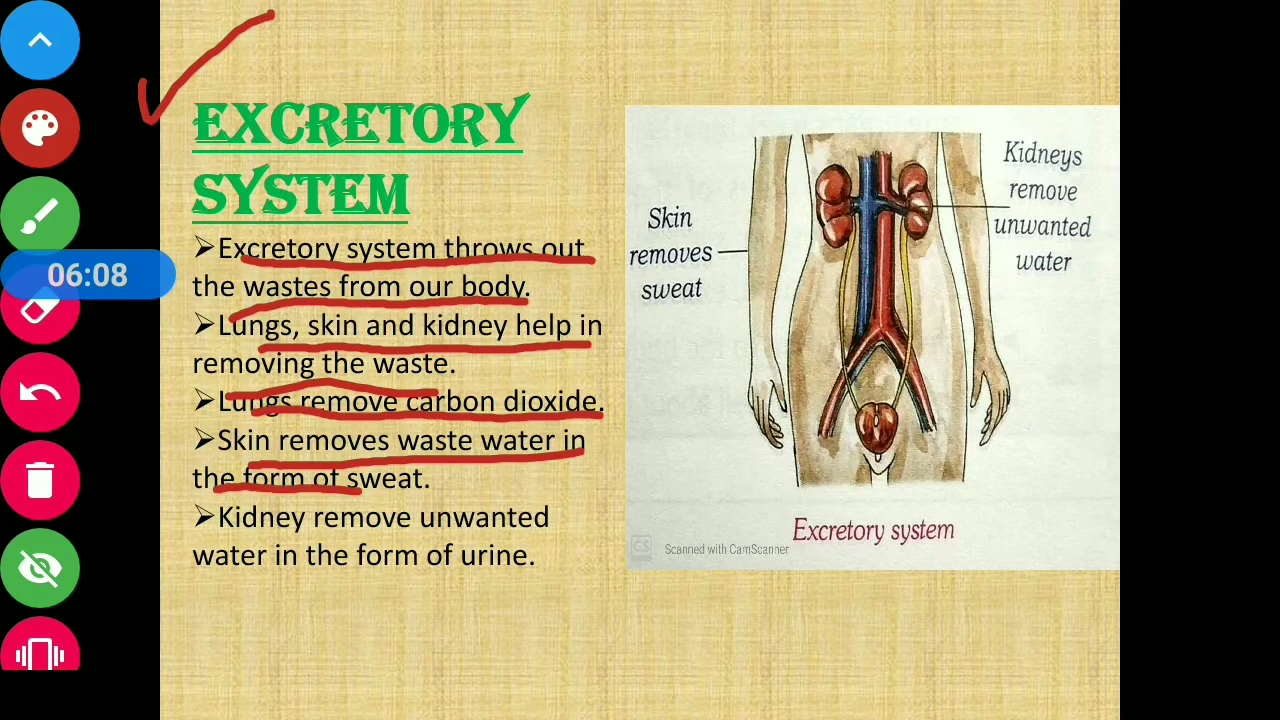 EXCRETORY
SYSTEM
➢Excretory system throws out
the wastes from our body.
➢Lungs, skin and kidney help in
removing the waste.
➢Lungs remove carbon dioxide.
➢Skin removes waste water in
the form of sweat.
➢Kidney remove unwanted
water in the form of urine.
06:08
Skin
removes
sweat
Kidneys
remove
unwanted
water
Excretory system
CS
Scanned with CamScanner